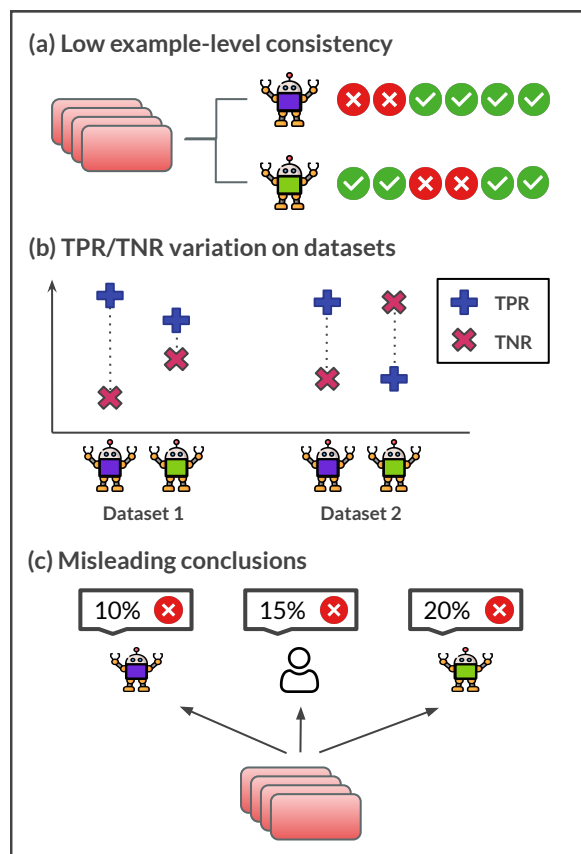 (a) Low example-level consistency
(b) TPR/TNR variation on datasets
TPR
TNR
Dataset 1
Dataset 2
(c) Misleading conclusions
10%
15%
20%